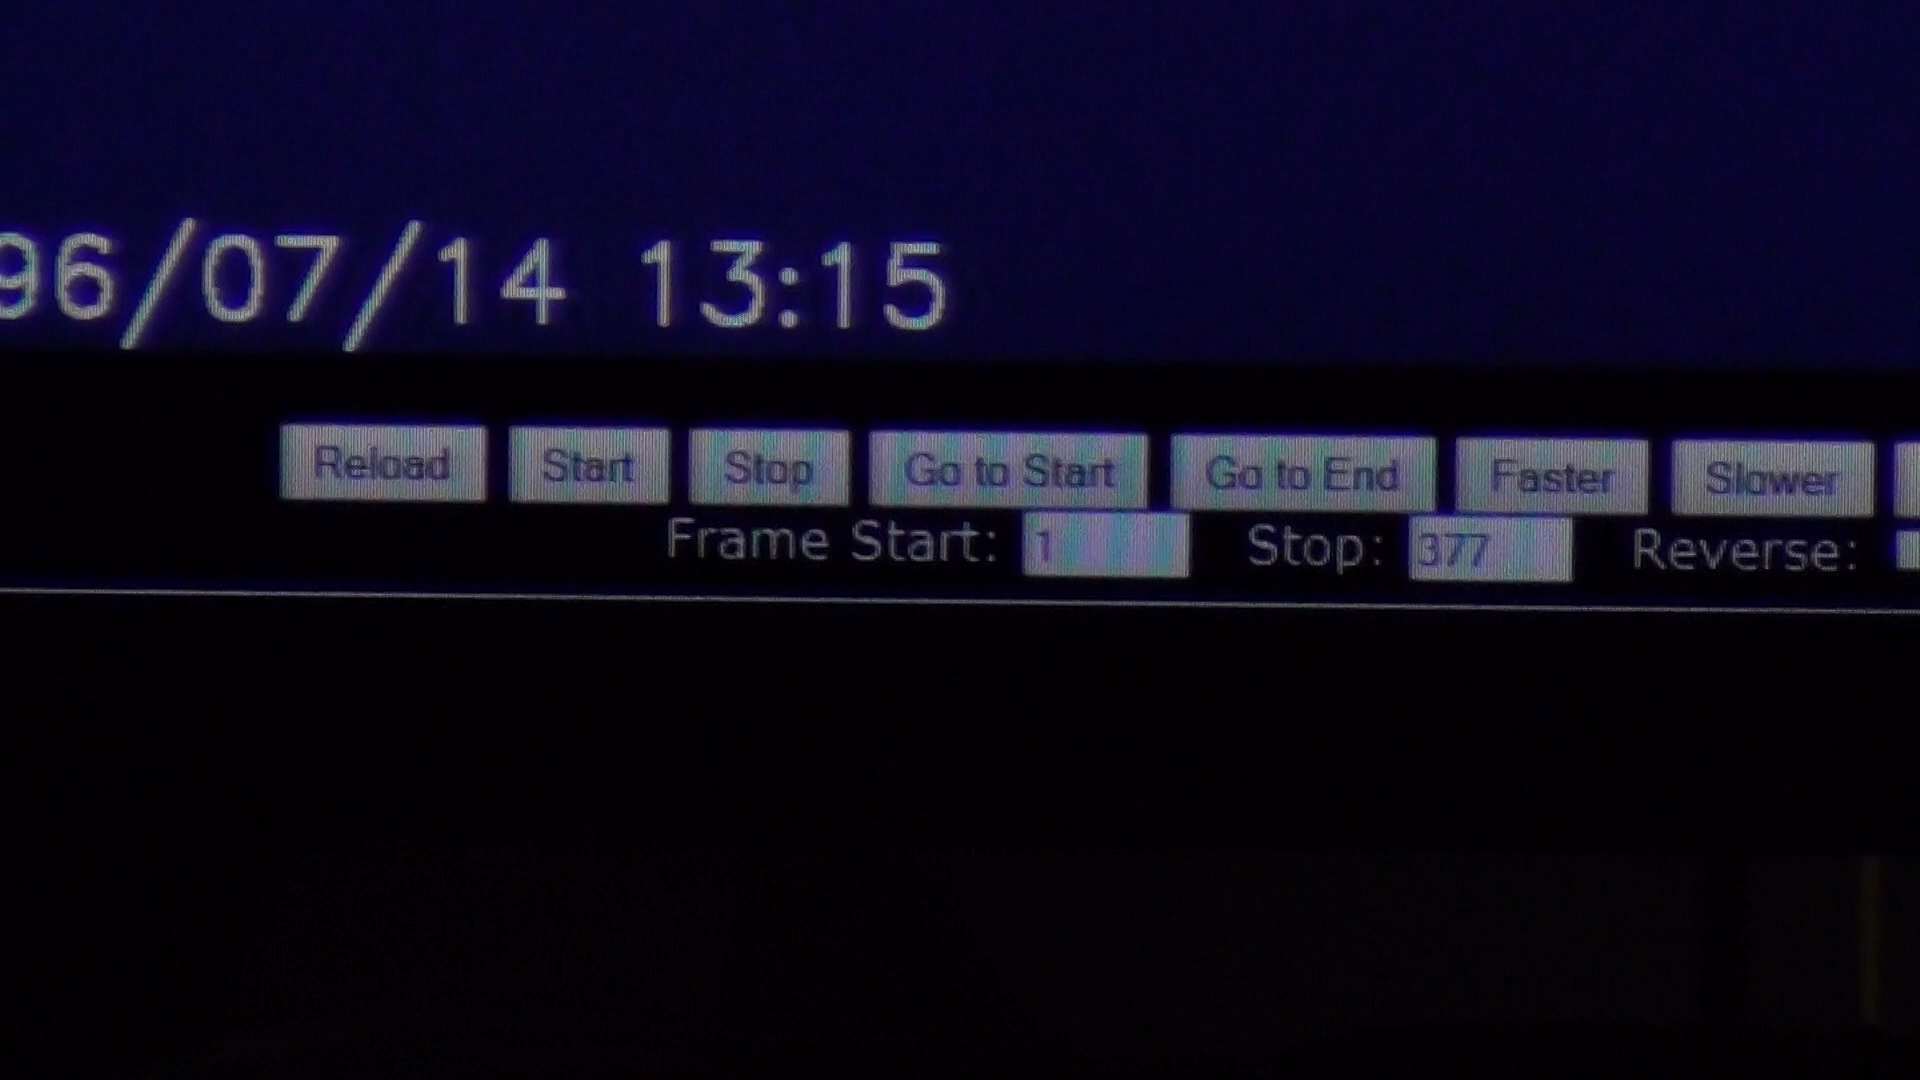 96/07/14 13:15
Reload Start Stop Go to Start Go to End Faster Slower
Frame Start: 1 Stop: 377 Reverse: